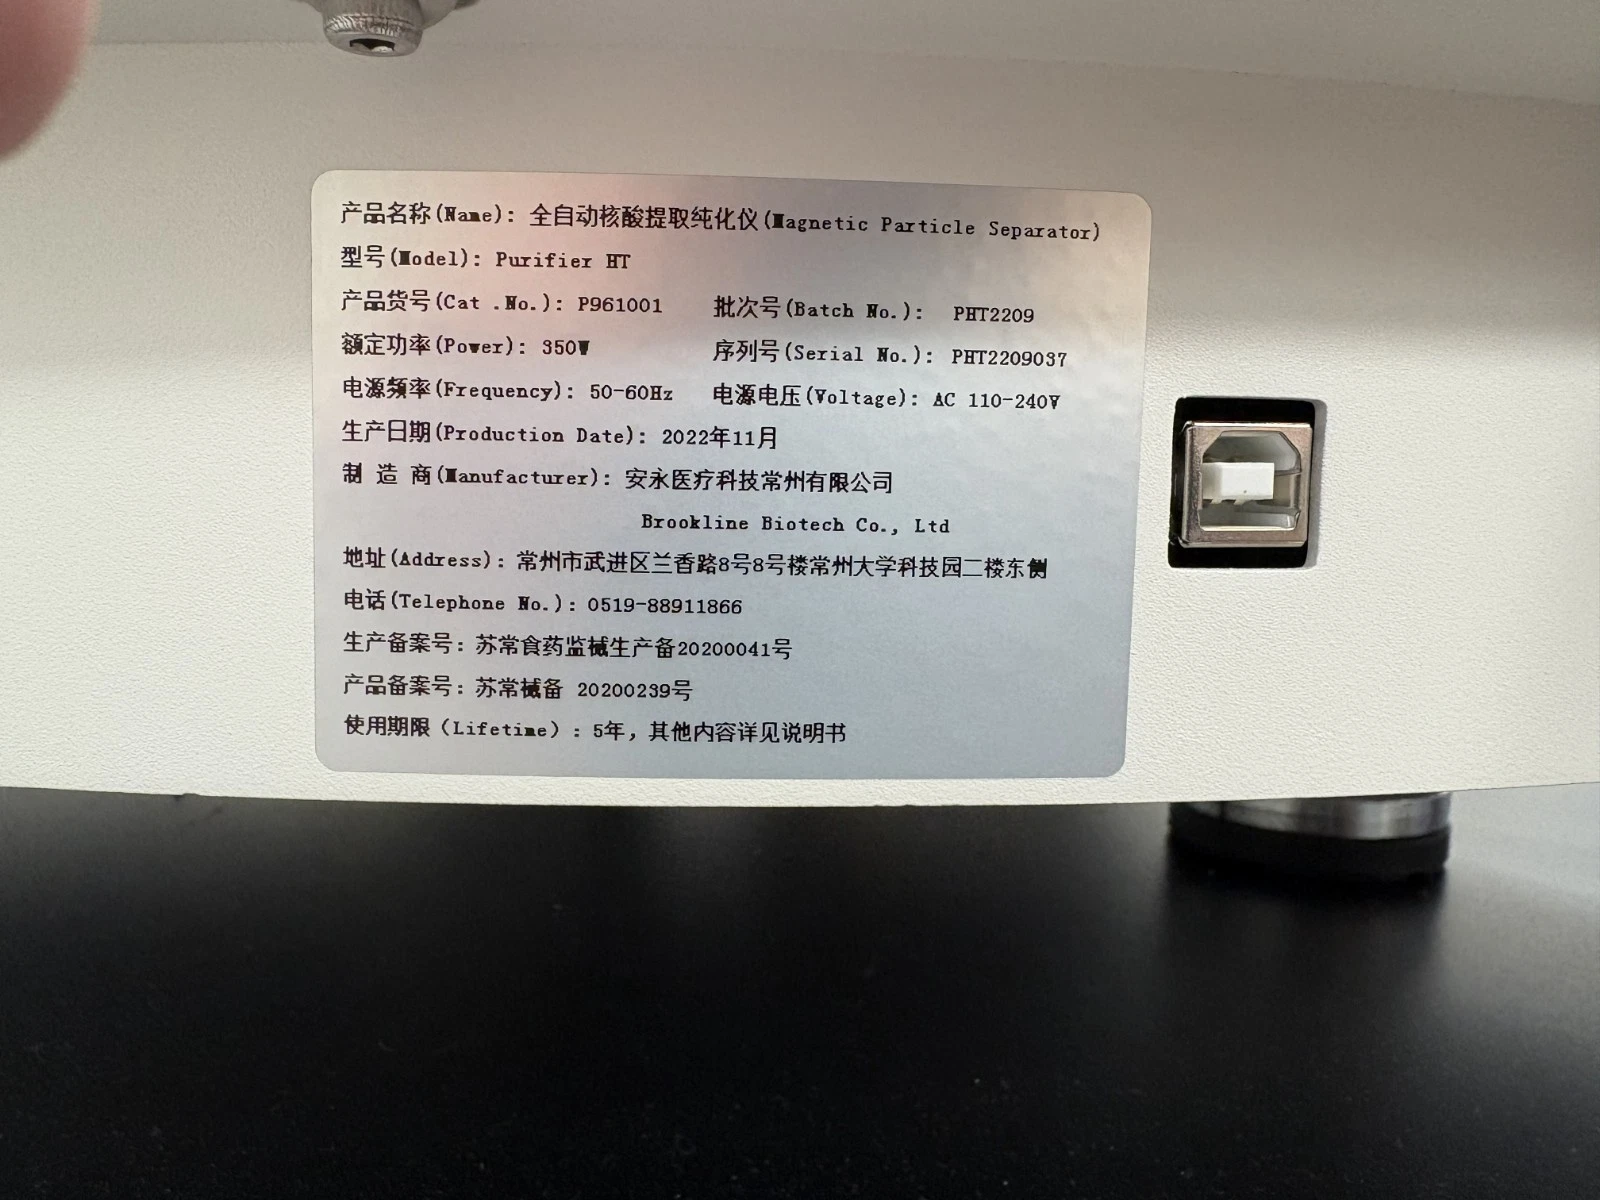 产品名称(Name): 全自动核酸提取纯化仪(Magnetic Particle Separator)
型号(Model): Purifier HT
产品货号(Cat .No.): P961001 批次号(Batch No.): PHT2209
额定功率(Power): 350W 序列号(Serial No.): PHT2209037
电源频率(Frequency): 50-60Hz 电源电压(Voltage): AC 110-240V
生产日期(Production Date): 2022年11月
制 造 商(Manufacturer): 安永医疗科技常州有限公司
Brookline Biotech Co., Ltd
地址(Address): 常州市武进区兰香路8号8号楼常州大学科技园二楼东侧
电话(Telephone No.): 0519-88911866
生产备案号: 苏常食药监械生产备20200041号
产品备案号: 苏常械备 20200239号
使用期限（Lifetime）: 5年，其他内容详见说明书